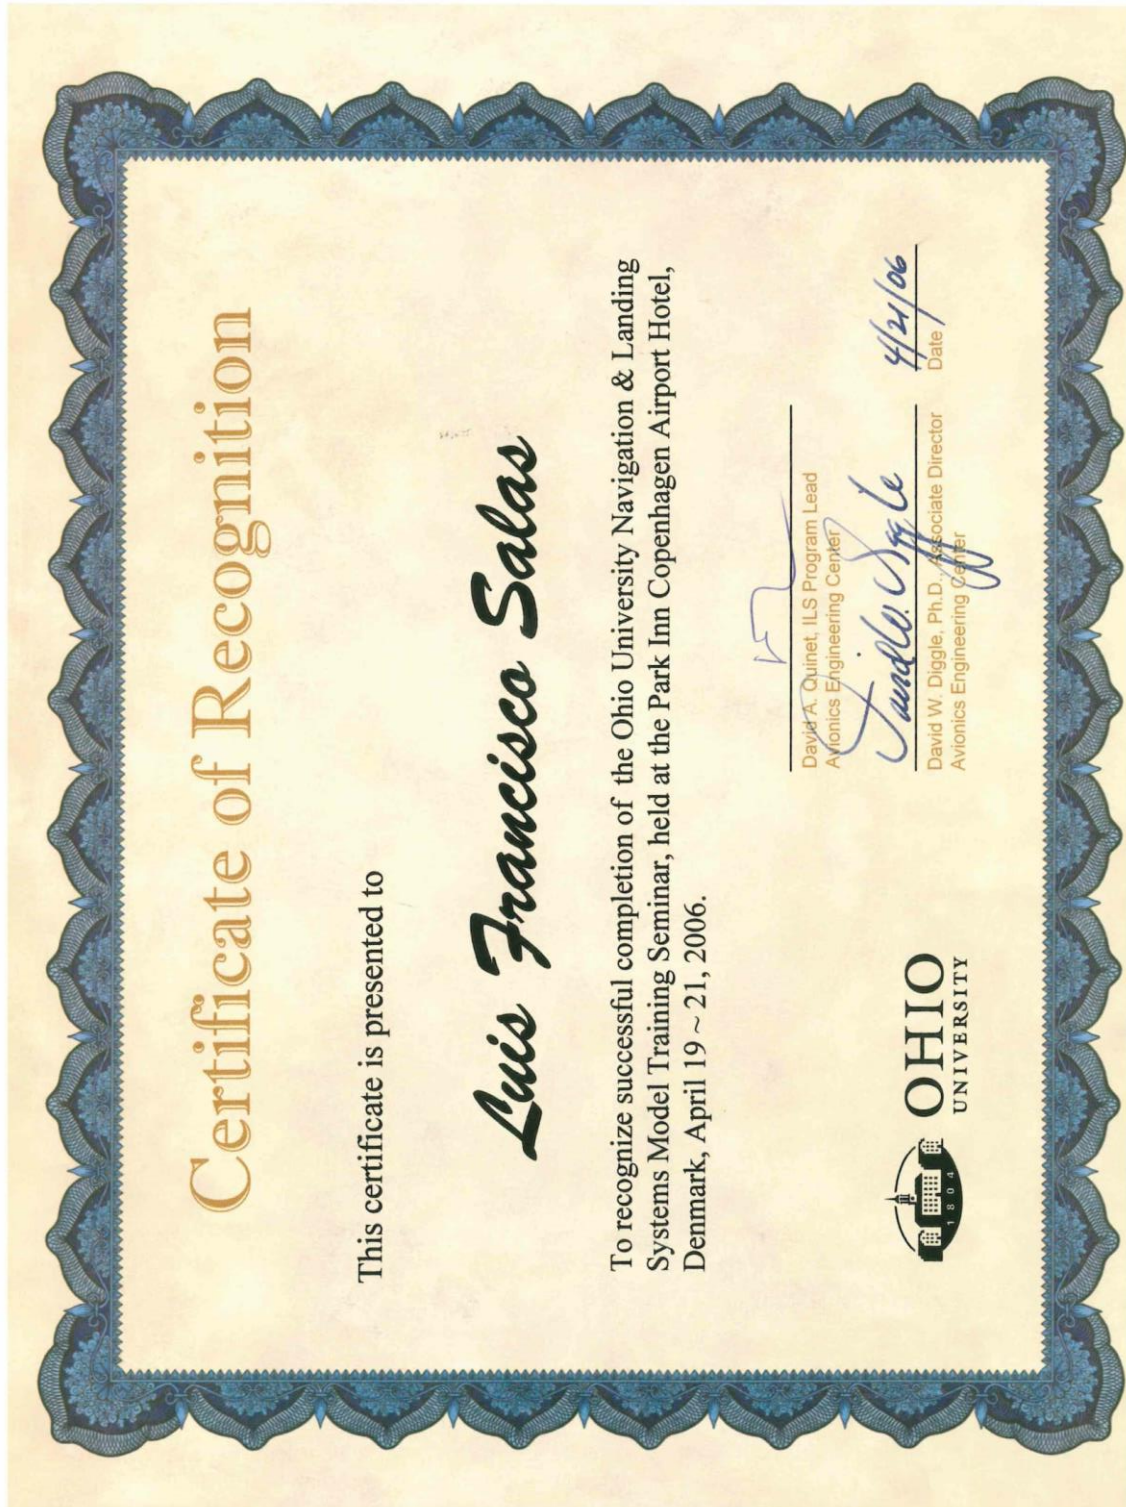 Certificate of Recognition
This certificate is presented to
Luis Francisco Salas
To recognize successful completion of the Ohio University Navigation & Landing
Systems Model Training Seminar, held at the Park Inn Copenhagen Airport Hotel,
Denmark, April 19 ~ 21, 2006.
David A. Quinet, ILS Program Lead
Avionics Engineering Center
David W. Diggle
4/21/06
David W. Diggle, Ph.D., Associate Director
Avionics Engineering Center
Date
1804
OHIO
UNIVERSITY